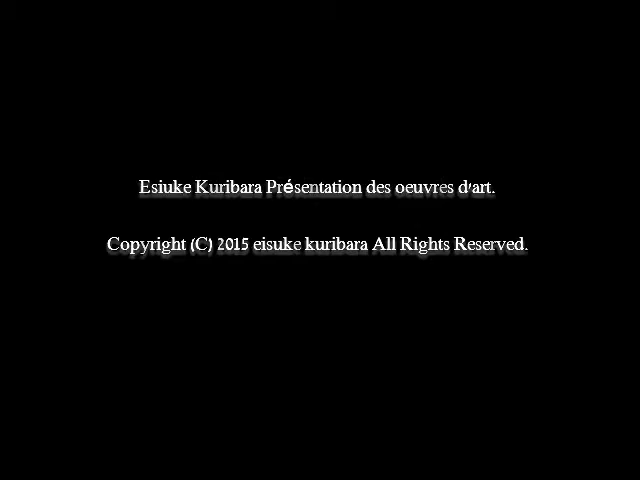 Esiuke Kuribara Présentation des oeuvres d'art.
Copyright (C) 2015 eisuke kuribara All Rights Reserved.